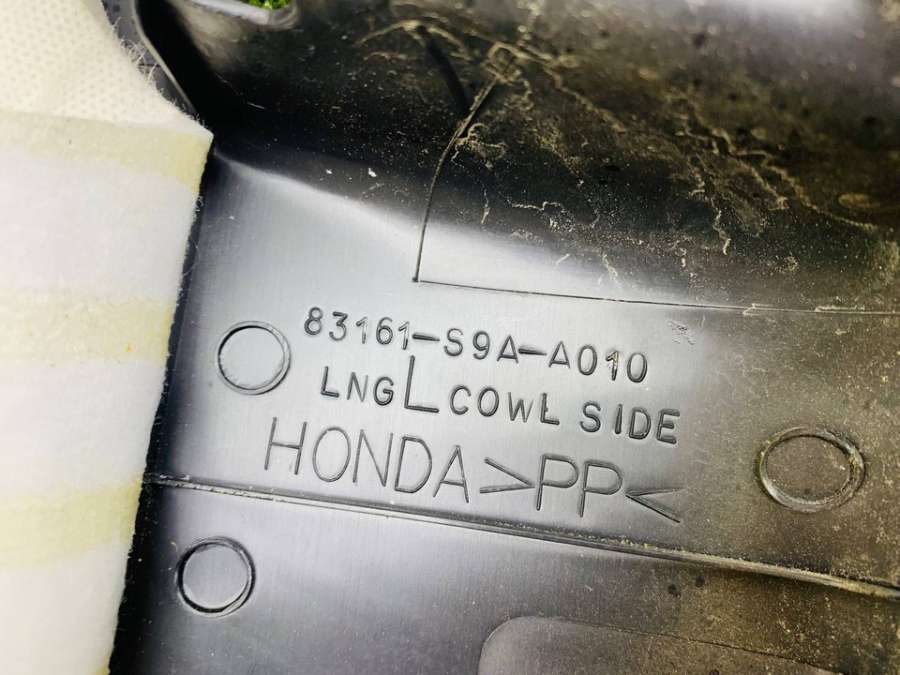 83161-S9A-A010
LNG L COWL SIDE
HONDA >PP<